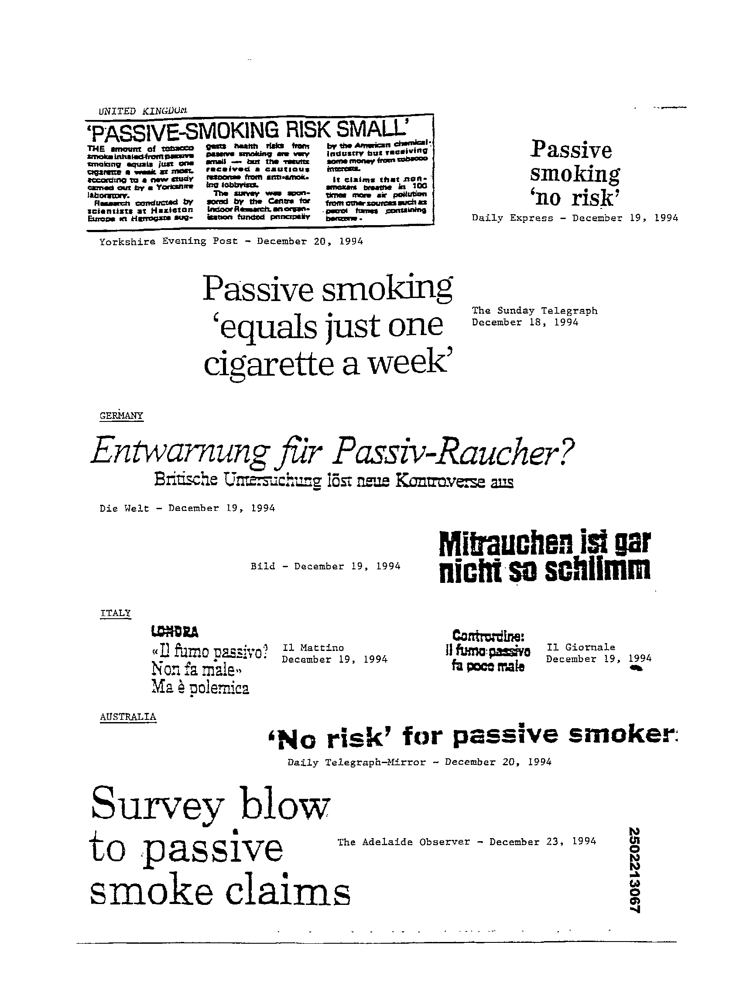 UNITED KINGDOM
'PASSIVE-SMOKING RISK SMALL'
THE amount of tobacco
smoke inhaled from passive
smoking equals just one
cigarette a week at most,
according to a new study
carried out by a Yorkshire
laboratory.
Research conducted by
scientists at Hazleton
Europe in Harrogate sug-
gests health risks from
passive smoking are very
small — but the results
received a cautious
response from anti-smok-
ing lobbyists.
The survey was spon-
sored by the Centre for
Indoor Research, an organ-
isation funded principally
by the American chemical
industry but receiving
some money from tobacco
interests.
It claims that non-
smokers breathe in 100
times more air pollution
from other sources such as
petrol fumes containing
benzene.
Yorkshire Evening Post - December 20, 1994
Passive
smoking
'no risk'
Daily Express - December 19, 1994
Passive smoking
'equals just one
cigarette a week'
The Sunday Telegraph
December 18, 1994
GERMANY
Entwarnung für Passiv-Raucher?
Britische Untersuchung löst neue Kontroverse aus
Die Welt - December 19, 1994
Bild - December 19, 1994
Mitrauchen ist gar
nicht so schlimm
ITALY
LONDRA
«Il fumo passivo?
Non fa male»
Ma è polemica
Il Mattino
December 19, 1994
Contrordine:
Il fumo passivo
fa poco male
Il Giornale
December 19, 1994
AUSTRALIA
'No risk' for passive smoker
Daily Telegraph-Mirror - December 20, 1994
Survey blow
to passive
smoke claims
The Adelaide Observer - December 23, 1994
2502213067